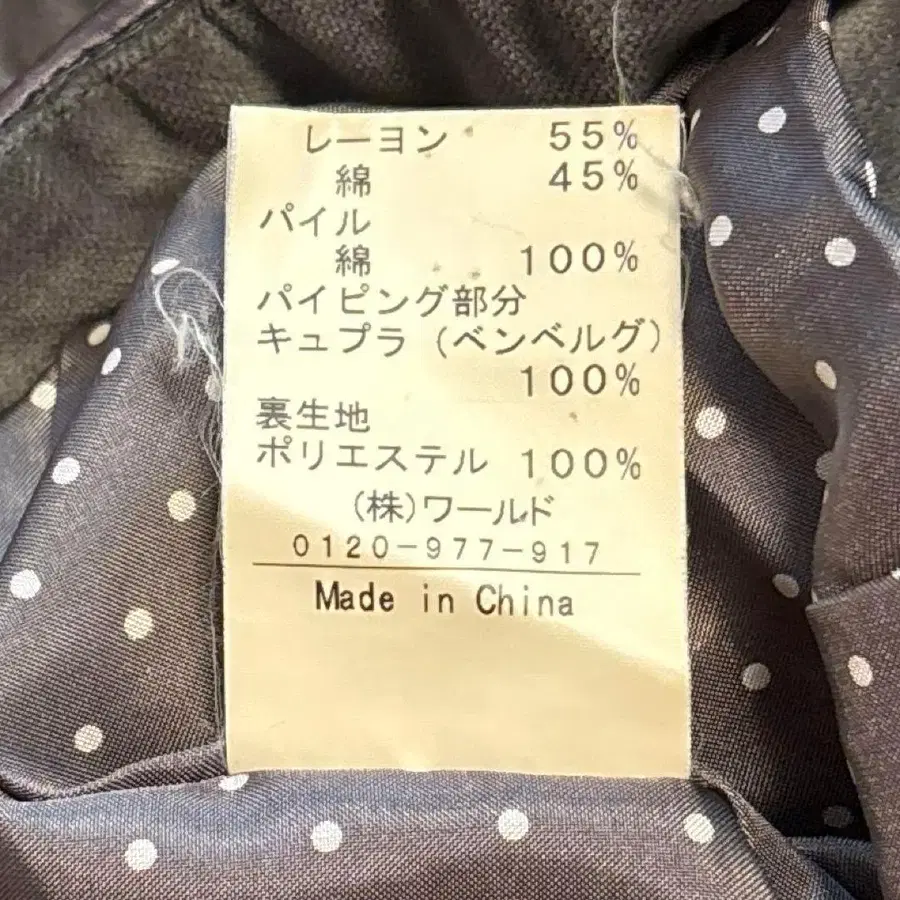 レーヨン 55%
綿 45%
パイル
綿 100%
パイピング部分
キュプラ (ベンベルグ)
100%
裏生地
ポリエステル 100%
(株)ワールド
0120-977-917
Made in China